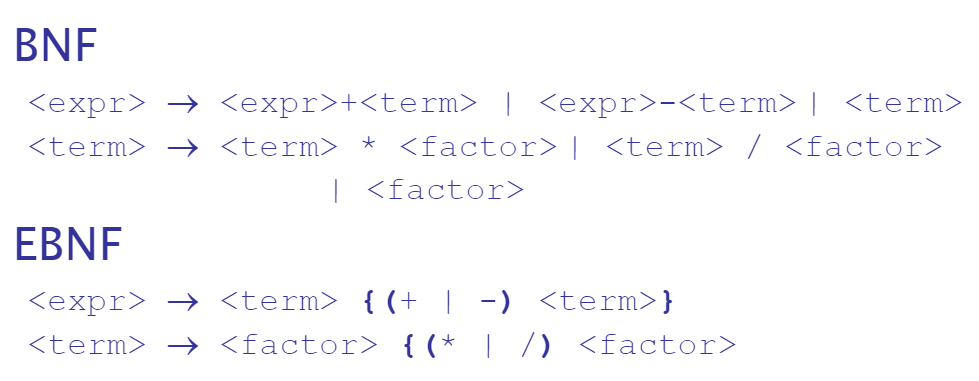 BNF
<expr> → <expr>+<term> | <expr>-<term> | <term>
<term> → <term> * <factor> | <term> / <factor>
| <factor>
EBNF
<expr> → <term> {(+ | -) <term>}
<term> → <factor> {(* | /) <factor>